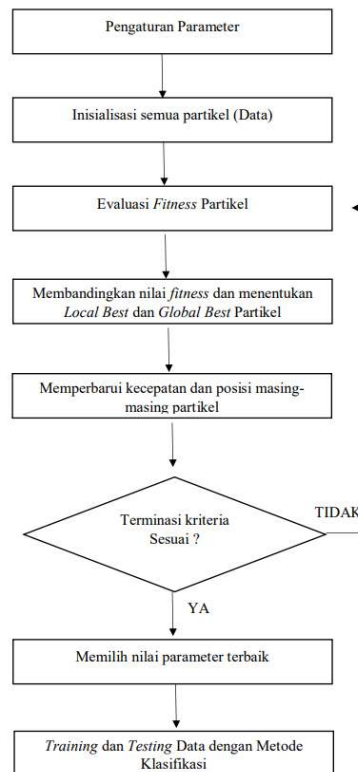 Pengaturan Parameter
Inisialisasi semua partikel (Data)
Evaluasi Fitness Partikel
Membandingkan nilai fitness dan menentukan
Local Best dan Global Best Partikel
Memperbarui kecepatan dan posisi masing-
masing partikel
Terminasi kriteria
Sesuai ?
TIDAK
YA
Memilih nilai parameter terbaik
Training dan Testing Data dengan Metode
Klasifikasi